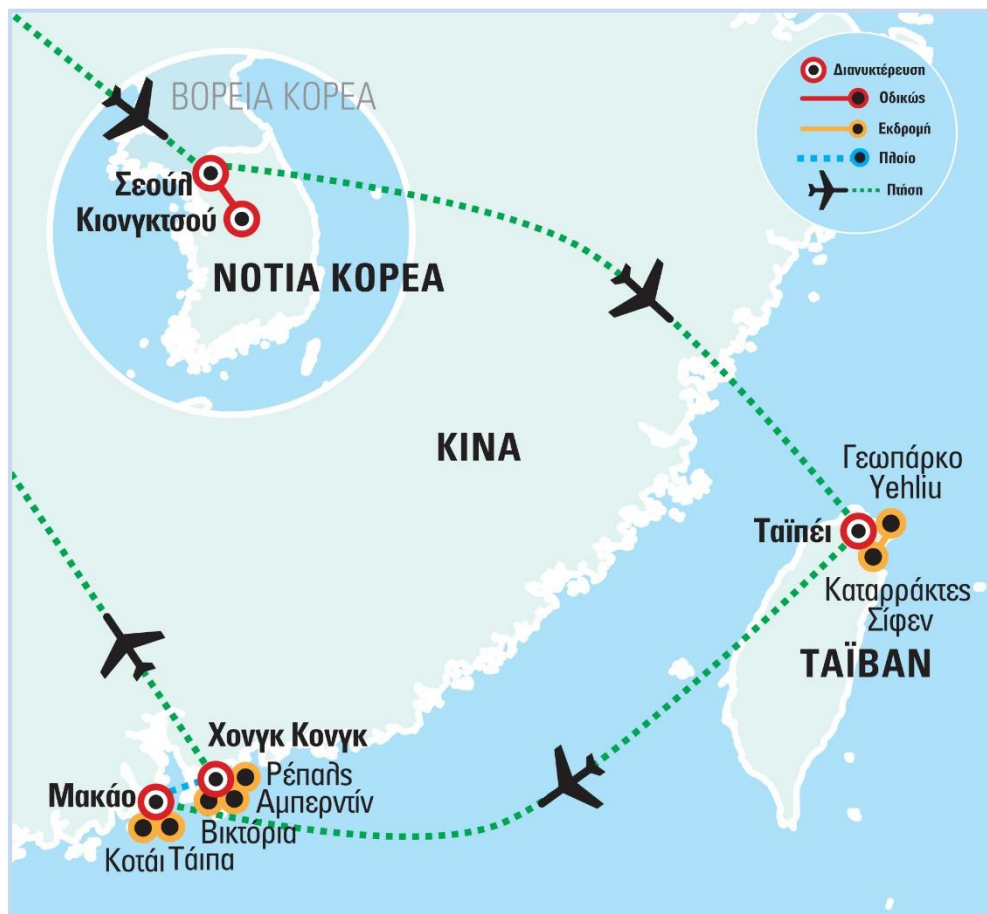 ΒΟΡΕΙΑ ΚΟΡΕΑ
Σεούλ
Κιονγκτσού
ΝΟΤΙΑ ΚΟΡΕΑ
Διανυκτέρευση
Οδικώς
Εκδρομή
Πλοίο
Πτήση
ΚΙΝΑ
Γεωπάρκο
Yehliu
Ταϊπέι
Καταρράκτες
Σίφεν
ΤΑΪΒΑΝ
Χονγκ Κονγκ
Ρέπαλς
Αμπερντίν
Βικτόρια
Μακάο
Κοτάι Τάιπα